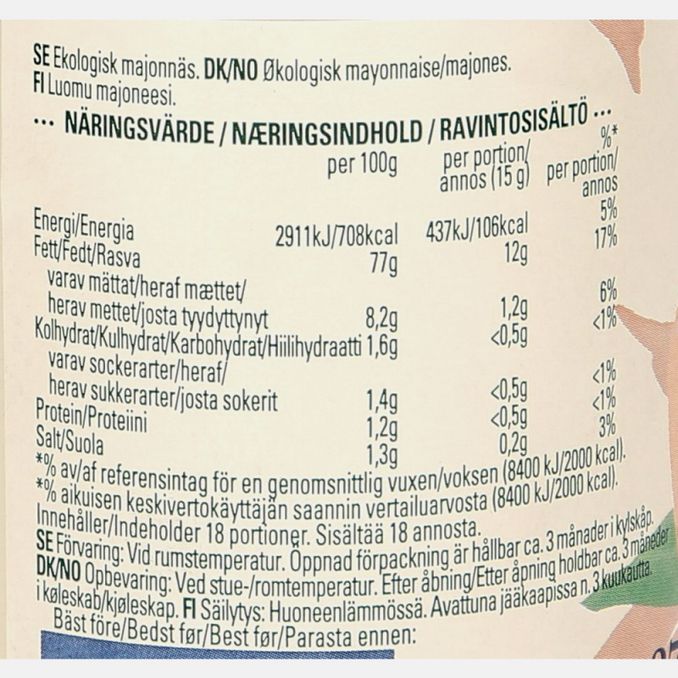 SE Ekologisk majonnäs. DK/NO Økologisk mayonnaise/majones.
FI Luomu majoneesi.
... NÄRINGSVÄRDE / NÆRINGSINDHOLD / RAVINTOSISÄLTÖ ...
per 100g per portion/ annos (15 g) %* per portion/ annos
Energi/Energia 2911kJ/708kcal 437kJ/106kcal 5%
Fett/Fedt/Rasva 77g 12g 17%
varav mättat/heraf mættet/
herav mettet/josta tyydyttynyt 8,2g 1,2g 6%
Kolhydrat/Kulhydrat/Karbohydrat/Hiilihydraatti 1,6g <0,5g <1%
varav sockerarter/heraf/
herav sukkerarter/josta sokerit 1,4g <0,5g <1%
Protein/Proteiini 1,2g <0,5g <1%
Salt/Suola 1,3g 0,2g 3%
*% av/af referensintag för en genomsnittlig vuxen/voksen (8400 kJ/2000 kcal).
*% aikuisen keskivertokäyttäjän saannin vertailuarvosta (8400 kJ/2000 kcal).
Innehåller/Indeholder 18 portioner. Sisältää 18 annosta.
SE Förvaring: Vid rumstemperatur. Öppnad förpackning är hållbar ca. 3 månader i kylskåp.
DK/NO Opbevaring: Ved stue-/romtemperatur. Efter åbning/Etter åpning holdbar ca. 3 måneder
i køleskab/kjøleskap. FI Säilytys: Huoneenlämmössä. Avattuna jääkaapissa n. 3 kuukautta.
Bäst före/Bedst før/Best før/Parasta ennen: